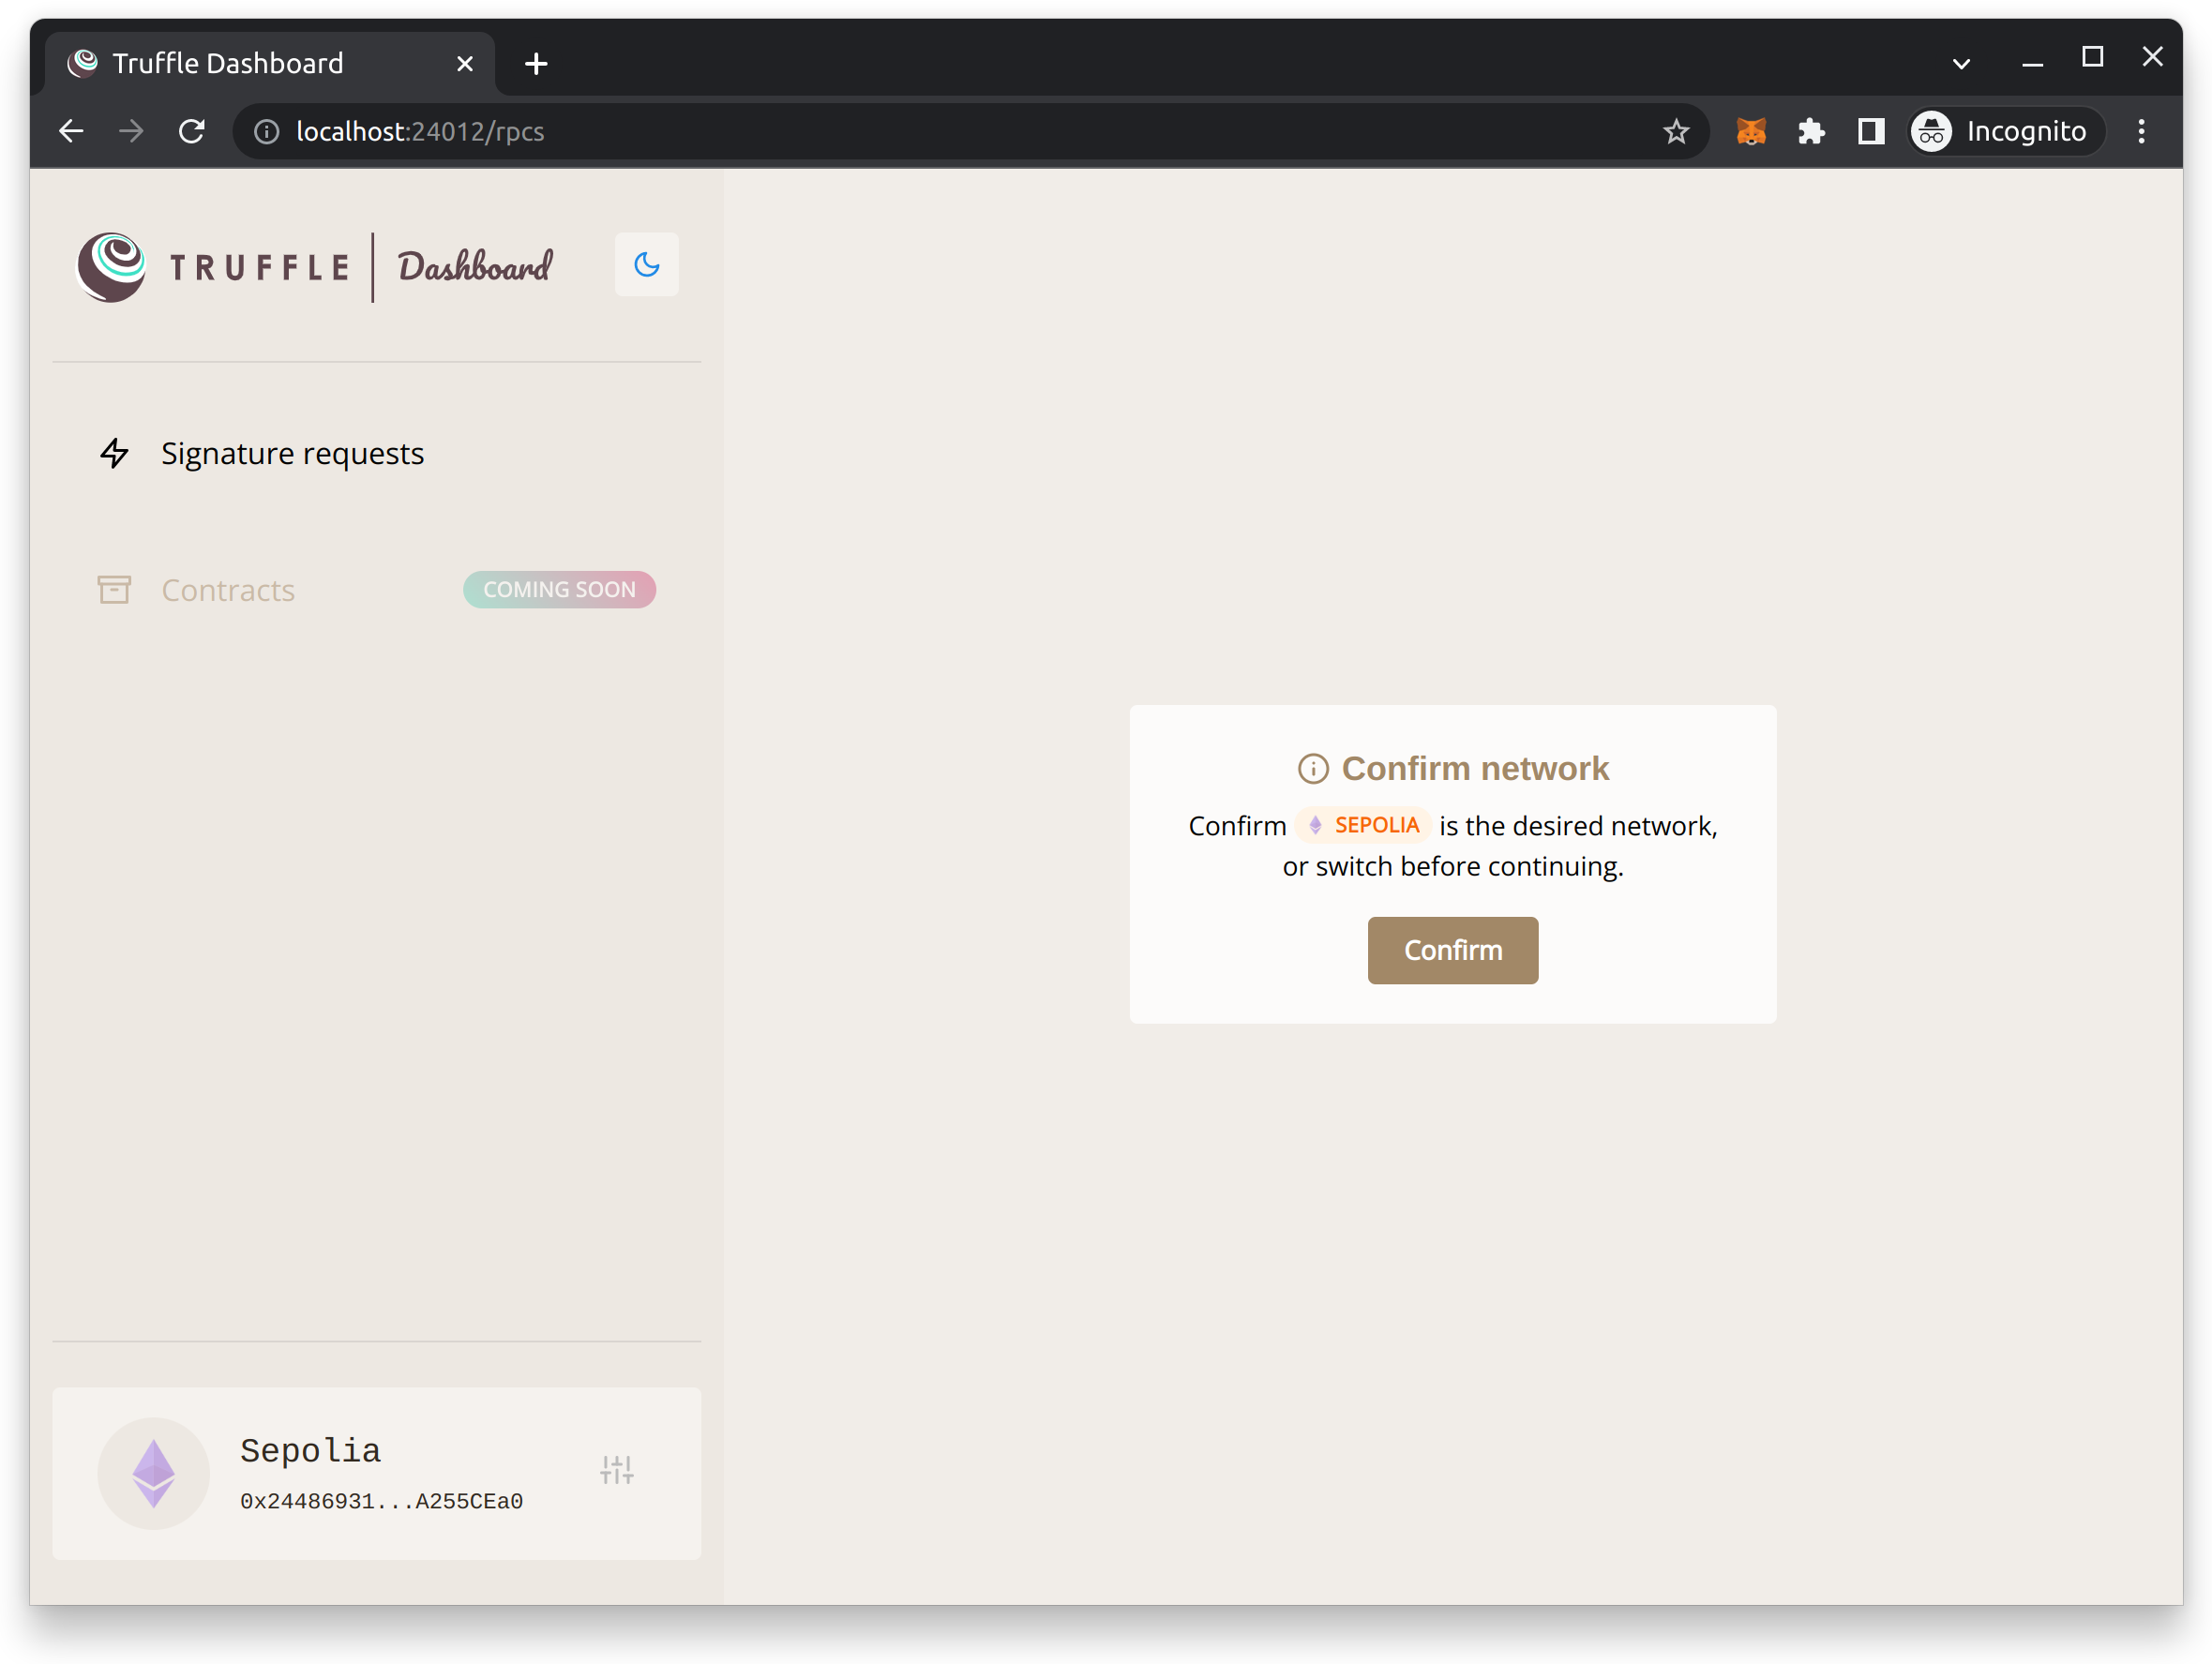 Truffle Dashboard
localhost:24012/rpcs
Incognito
TRUFFLE | Dashboard
Signature requests
Contracts COMING SOON
Confirm network
Confirm SEPOLIA is the desired network,
or switch before continuing.
Confirm
Sepolia
0x24486931...A255CEa0